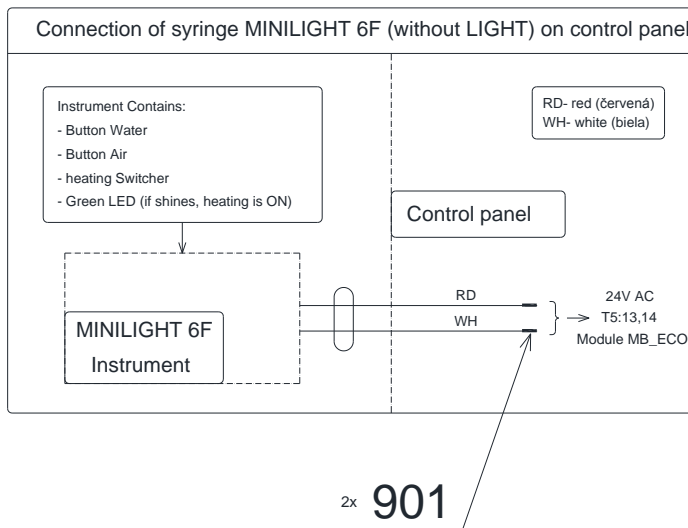 Connection of syringe MINILIGHT 6F (without LIGHT) on control panel
Instrument Contains:
- Button Water
- Button Air
- heating Switcher
- Green LED (if shines, heating is ON)
RD- red (červená)
WH- white (biela)
Control panel
MINILIGHT 6F
Instrument
RD
WH
24V AC
T5:13,14
Module MB_ECO
2x 901